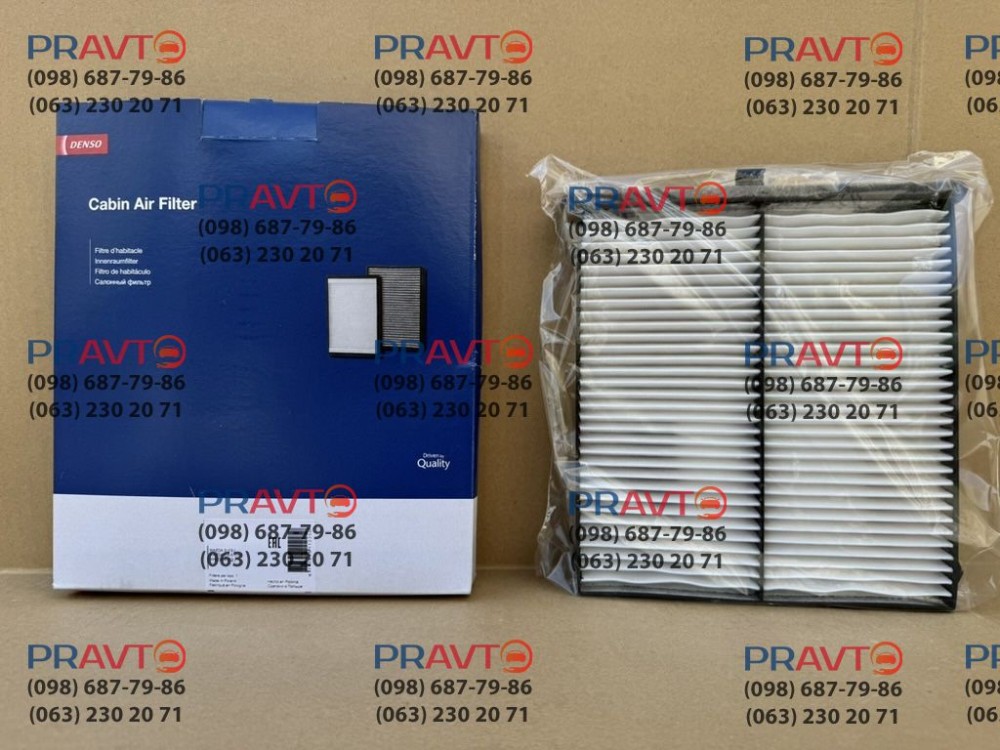 PRAVTO PRAVTO PRAVTO
(098) 687-79-86 (098) 687-79-86 (098) 687-79-86
(063) 230 20 71 (063) 230 20 71 (063) 230 20 71
DENSO
Cabin Air Filter
PRAVTO PRAVTO
(098) 687-79-86 (098) 687-79-86
(063) 230 20 71 (063) 230 20 71
Filtre d'habitacle
Innenraumfilter
Filtro de habitáculo
Салонный фильтр
PRAVTO PRAVTO PRAVTO
(098) 687-79-86 (098) 687-79-86 (098) 687-79-86
(063) 230 20 71 (063) 230 20 71 (063) 230 20 71
Driven by
Quality
PRAVTO PRAVTO
(098) 687-79-86 (098) 687-79-86
EAC
(063) 230 20 71 (063) 230 20 71
PRAVTO PRAVTO PRAVTO
(098) 687-79-86 (098) 687-79-86 (098) 687-79-86
(063) 230 20 71 (063) 230 20 71 (063) 230 20 71